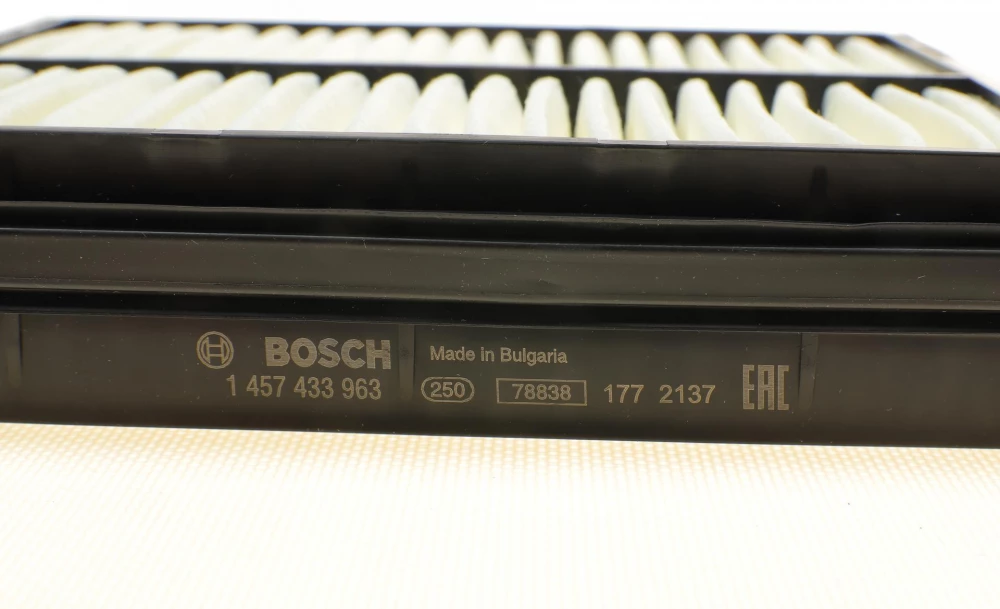 BOSCH
1 457 433 963
Made in Bulgaria
250 78838 177 2137 EAC